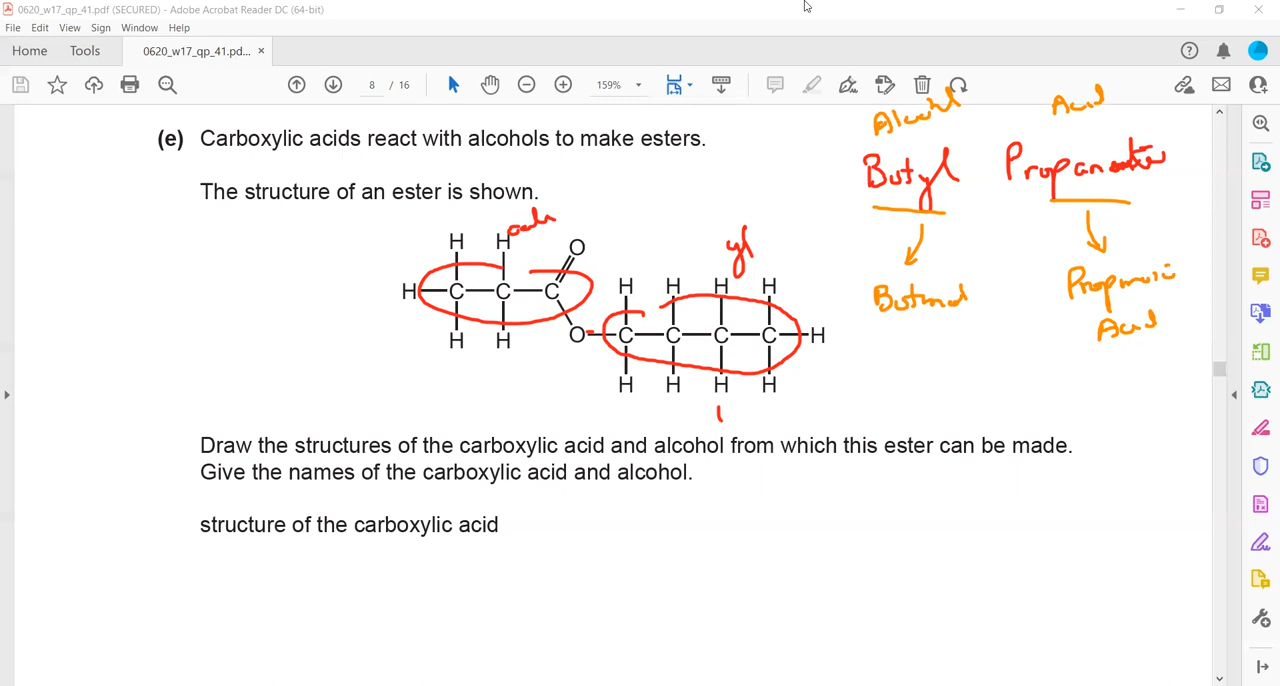 0620_w17_qp_41.pdf (SECURED) - Adobe Acrobat Reader DC (64-bit)
File Edit View Sign Window Help
Home Tools 0620_w17_qp_41.pd... ×
8 / 16 159%
Alcohol Acid
(e) Carboxylic acids react with alcohols to make esters.
Butyl
The structure of an ester is shown.
H H O
yl
H C C C H H H H
Butanol
Acid
H H O C C C C H
H H H H
Draw the structures of the carboxylic acid and alcohol from which this ester can be made.
Give the names of the carboxylic acid and alcohol.
structure of the carboxylic acid